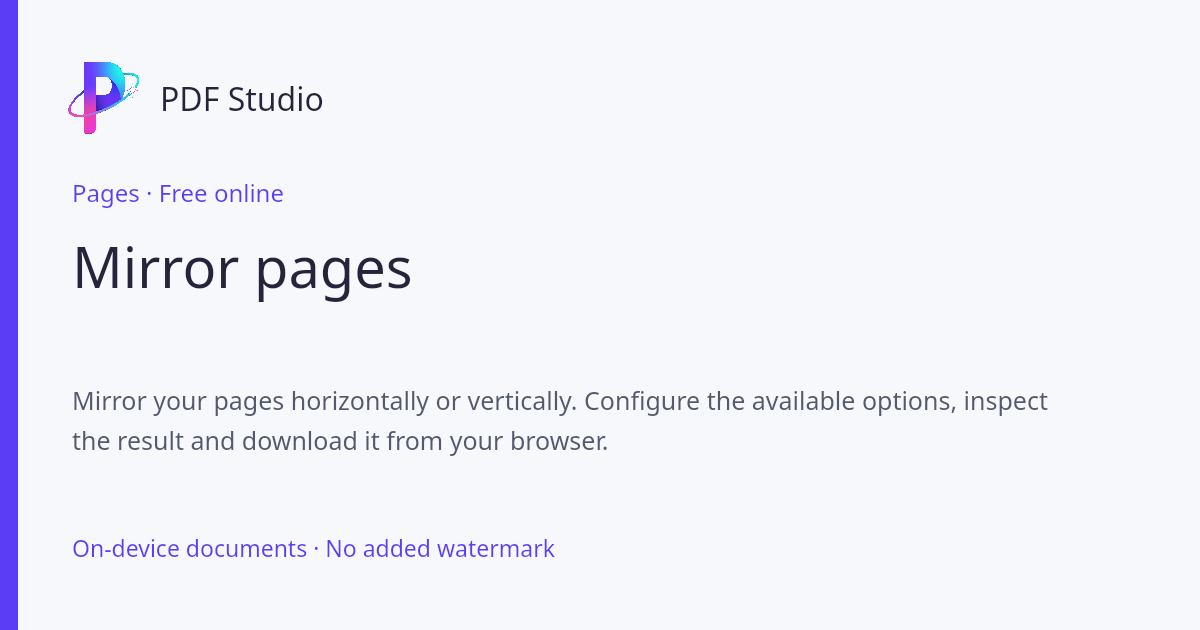 PDF Studio
Pages · Free online
Mirror pages
Mirror your pages horizontally or vertically. Configure the available options, inspect
the result and download it from your browser.
On-device documents · No added watermark